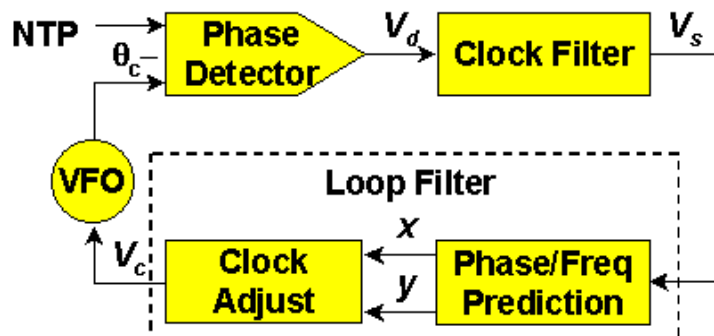 NTP
θc−
Phase
Detector
Vd
Clock Filter
Vs
VFO
Loop Filter
Vc
Clock
Adjust
x
y
Phase/Freq
Prediction